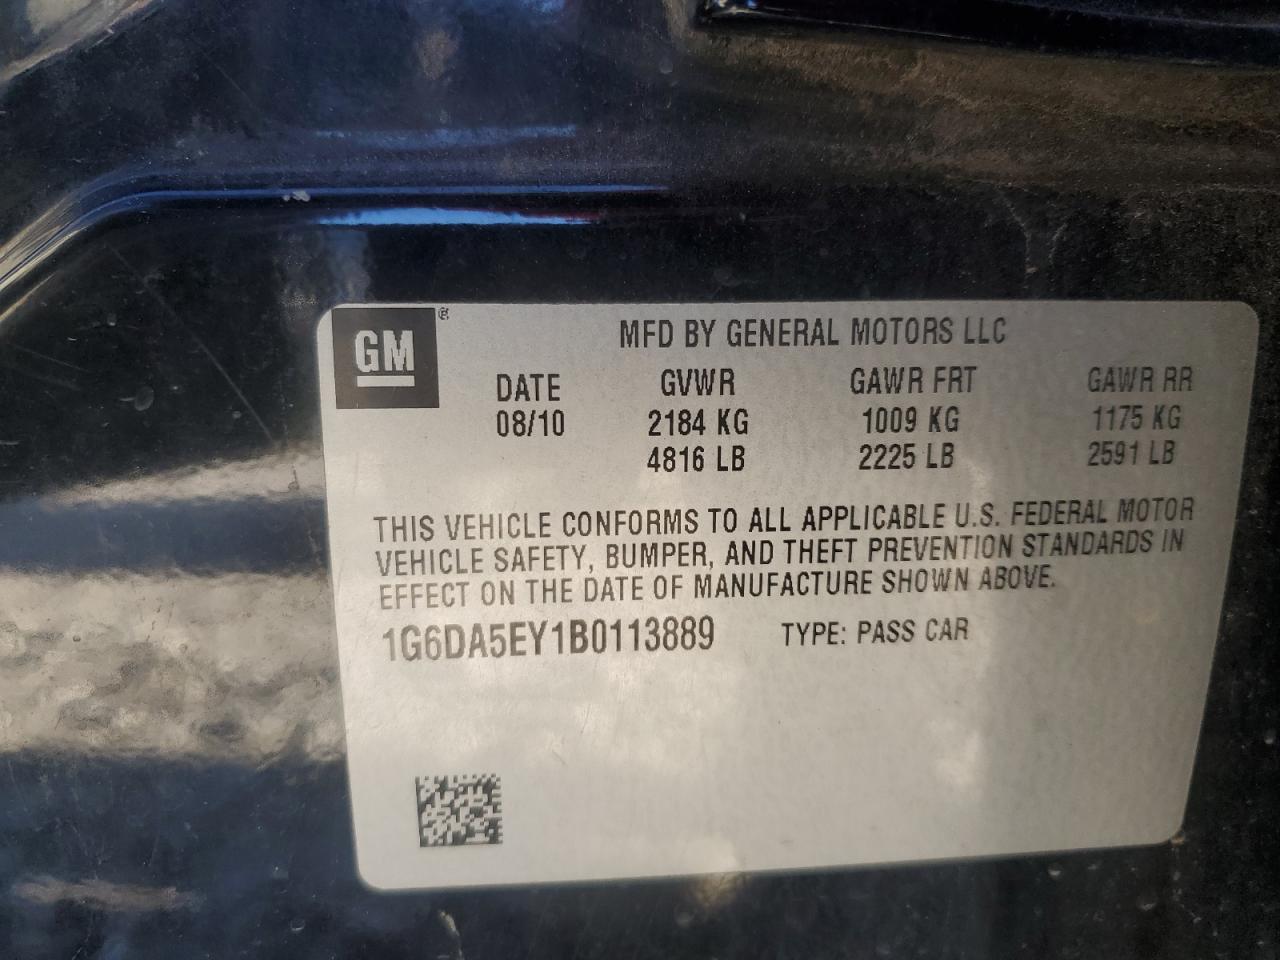 GM ®
MFD BY GENERAL MOTORS LLC
DATE GVWR GAWR FRT GAWR RR
08/10 2184 KG 1009 KG 1175 KG
4816 LB 2225 LB 2591 LB
THIS VEHICLE CONFORMS TO ALL APPLICABLE U.S. FEDERAL MOTOR
VEHICLE SAFETY, BUMPER, AND THEFT PREVENTION STANDARDS IN
EFFECT ON THE DATE OF MANUFACTURE SHOWN ABOVE.
1G6DA5EY1B0113889 TYPE: PASS CAR